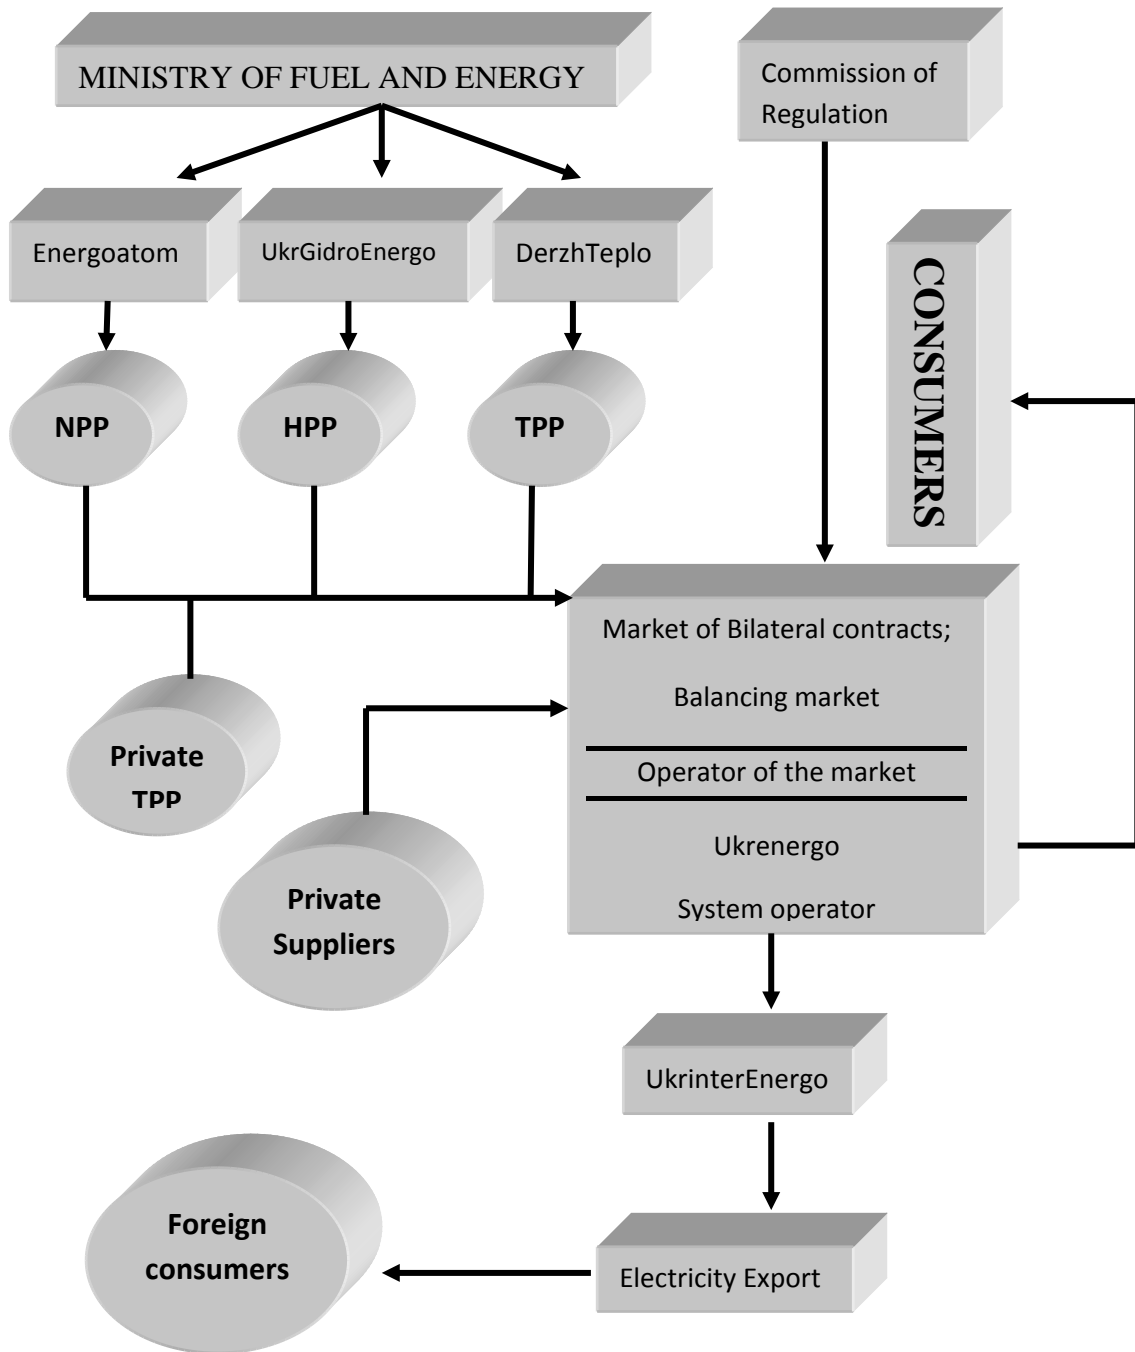 MINISTRY OF FUEL AND ENERGY
Commission of
Regulation
Energoatom
UkrGidroEnergo
DerzhTeplo
CONSUMERS
NPP
HPP
TPP
Market of Bilateral contracts;
Balancing market
Operator of the market
Ukrenergo
System operator
Private
TPP
Private
Suppliers
UkrinterEnergo
Foreign
consumers
Electricity Export